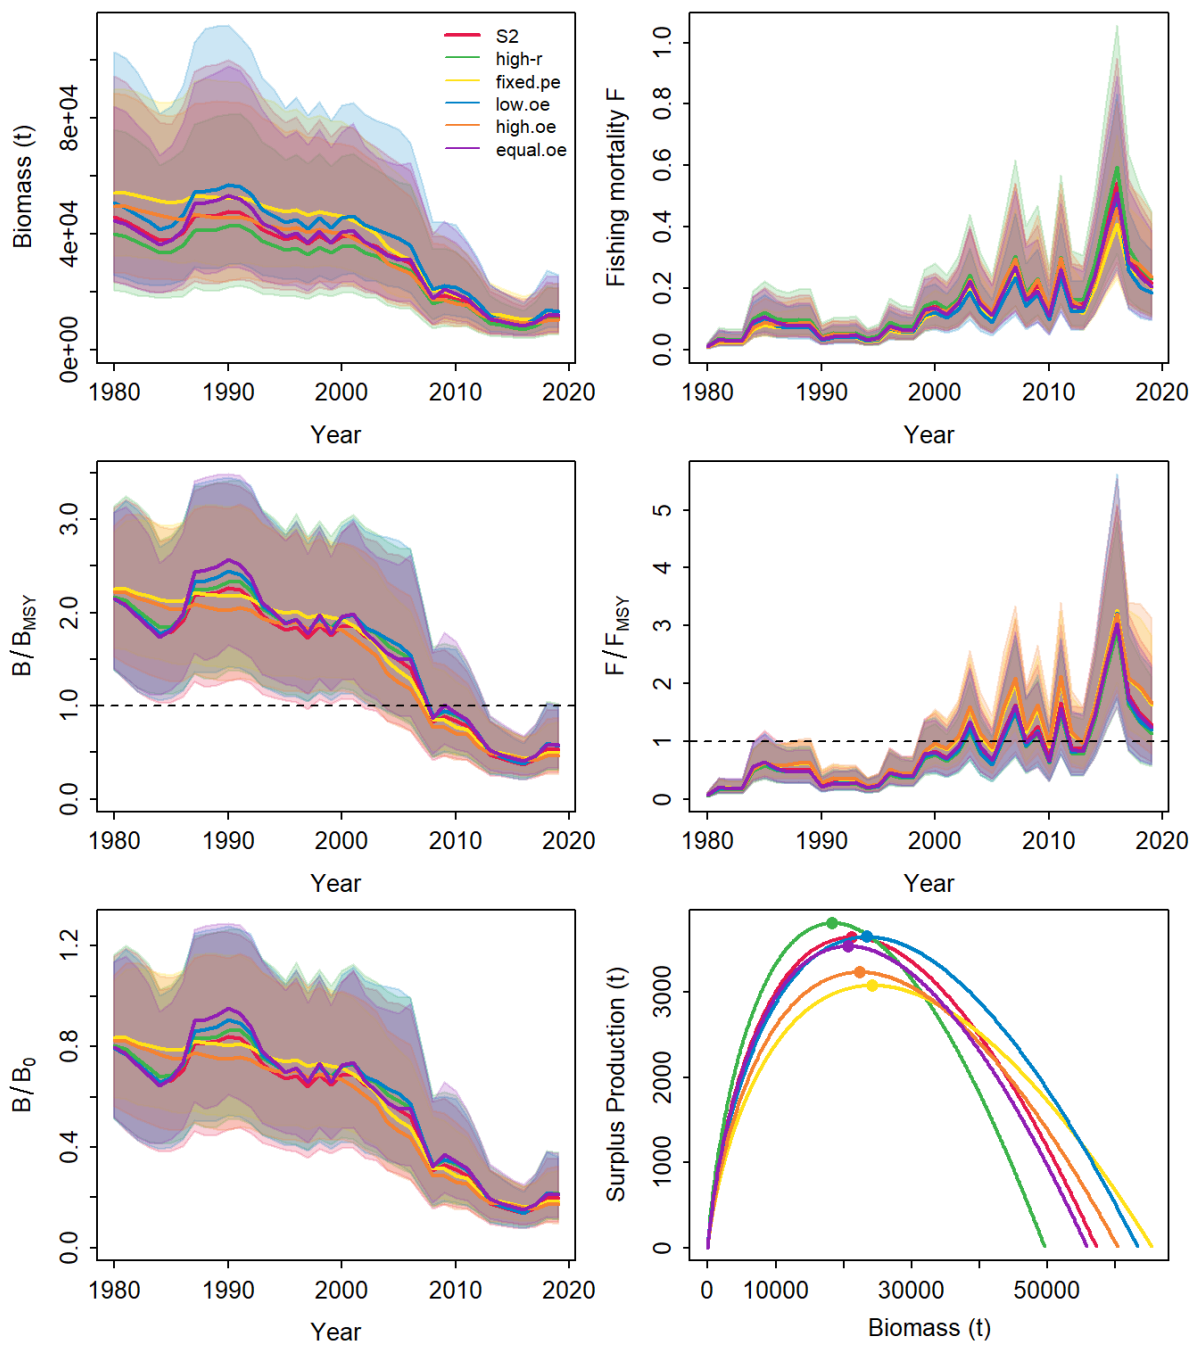 Biomass (t)
0e+00
4e+04
8e+04
S2
high-r
fixed.pe
low.oe
high.oe
equal.oe
1980 1990 2000 2010 2020
Year
Fishing mortality F
0.0 0.2 0.4 0.6 0.8 1.0
1980 1990 2000 2010 2020
Year
B/BMSY
0.0 1.0 2.0 3.0
1980 1990 2000 2010 2020
Year
F/FMSY
0 1 2 3 4 5
1980 1990 2000 2010 2020
Year
B/B0
0.0 0.4 0.8 1.2
1980 1990 2000 2010 2020
Year
Surplus Production (t)
0 1000 2000 3000
0 10000 30000 50000
Biomass (t)